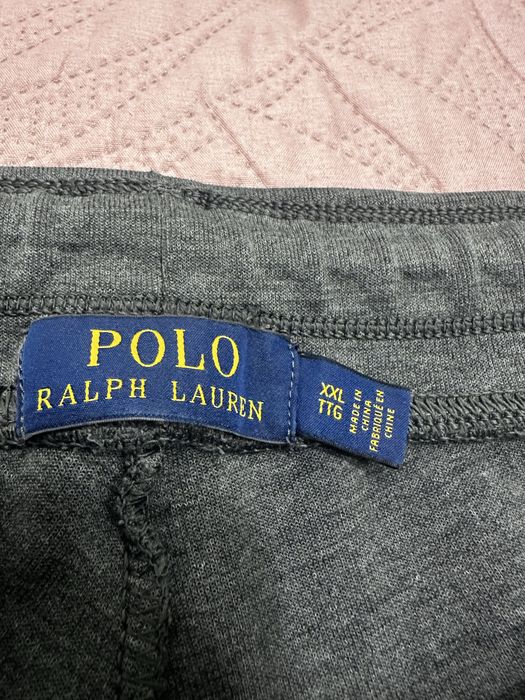 POLO
RALPH LAUREN
XXL
TTG
MADE IN
CHINA
FABRIQUÉ EN
CHINE